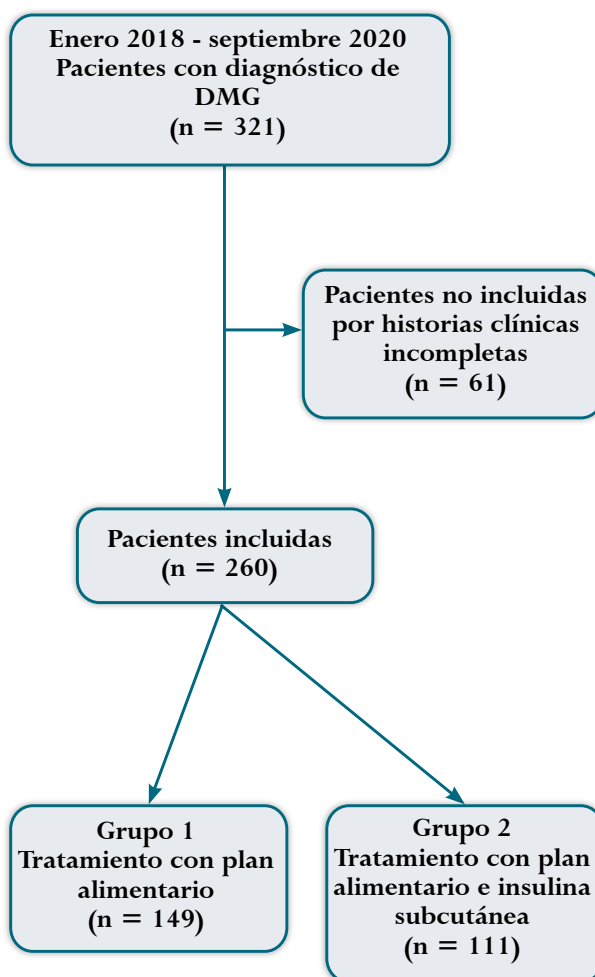 Enero 2018 - septiembre 2020
Pacientes con diagnóstico de
DMG
(n = 321)
Pacientes no incluidas
por historias clínicas
incompletas
(n = 61)
Pacientes incluidas
(n = 260)
Grupo 1
Tratamiento con plan
alimentario
(n = 149)
Grupo 2
Tratamiento con plan
alimentario e insulina
subcutánea
(n = 111)